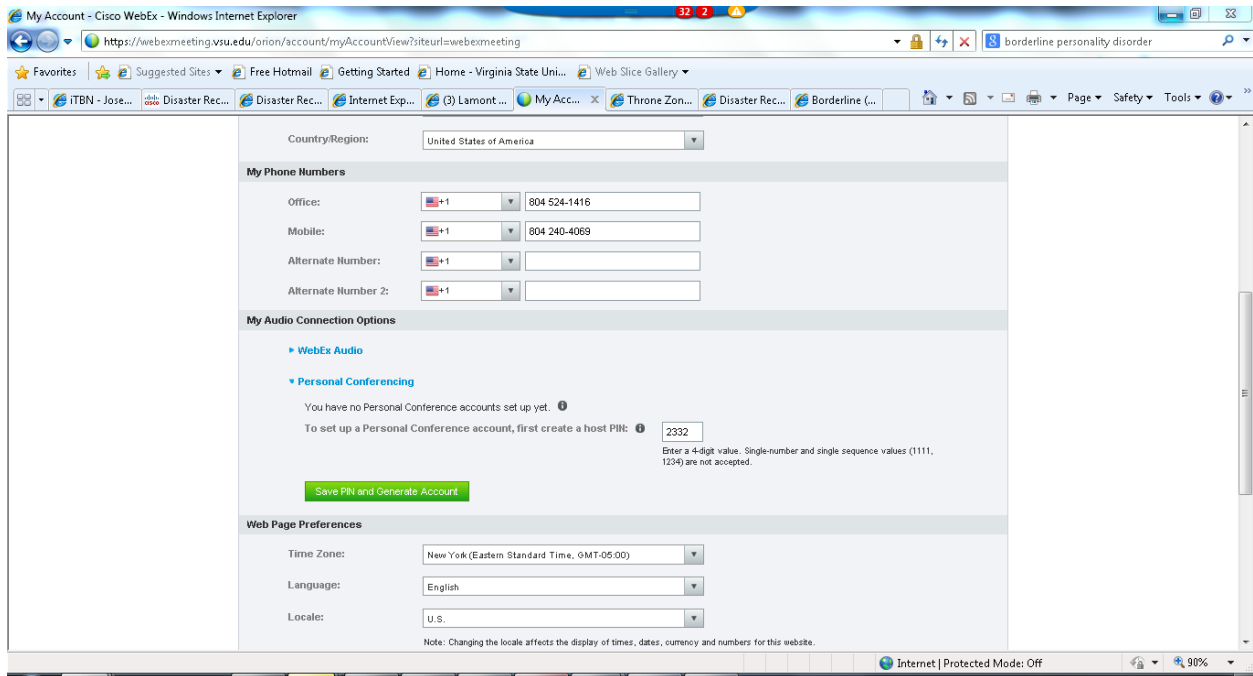 My Account - Cisco WebEx - Windows Internet Explorer
32 2
https://webexmeeting.vsu.edu/orion/account/myAccountView?siteurl=webexmeeting
borderline personality disorder
Favorites Suggested Sites Free Hotmail Getting Started Home - Virginia State Uni... Web Slice Gallery
iTBN - Jose... Disaster Rec... Disaster Rec... Internet Exp... (3) Lamont ... My Acc... x Throne Zon... Disaster Rec... Borderline (... Page Safety Tools »
Country/Region: United States of America
My Phone Numbers
Office: +1 804 524-1416
Mobile: +1 804 240-4069
Alternate Number: +1
Alternate Number 2: +1
My Audio Connection Options
WebEx Audio
Personal Conferencing
You have no Personal Conference accounts set up yet.
To set up a Personal Conference account, first create a host PIN: 2332
Enter a 4-digit value. Single-number and single sequence values (1111,
1234) are not accepted.
Save PIN and Generate Account
Web Page Preferences
Time Zone: New York (Eastern Standard Time, GMT-05:00)
Language: English
Locale: U.S.
Note: Changing the locale affects the display of times, dates, currency and numbers for this website.
Internet | Protected Mode: Off 90%